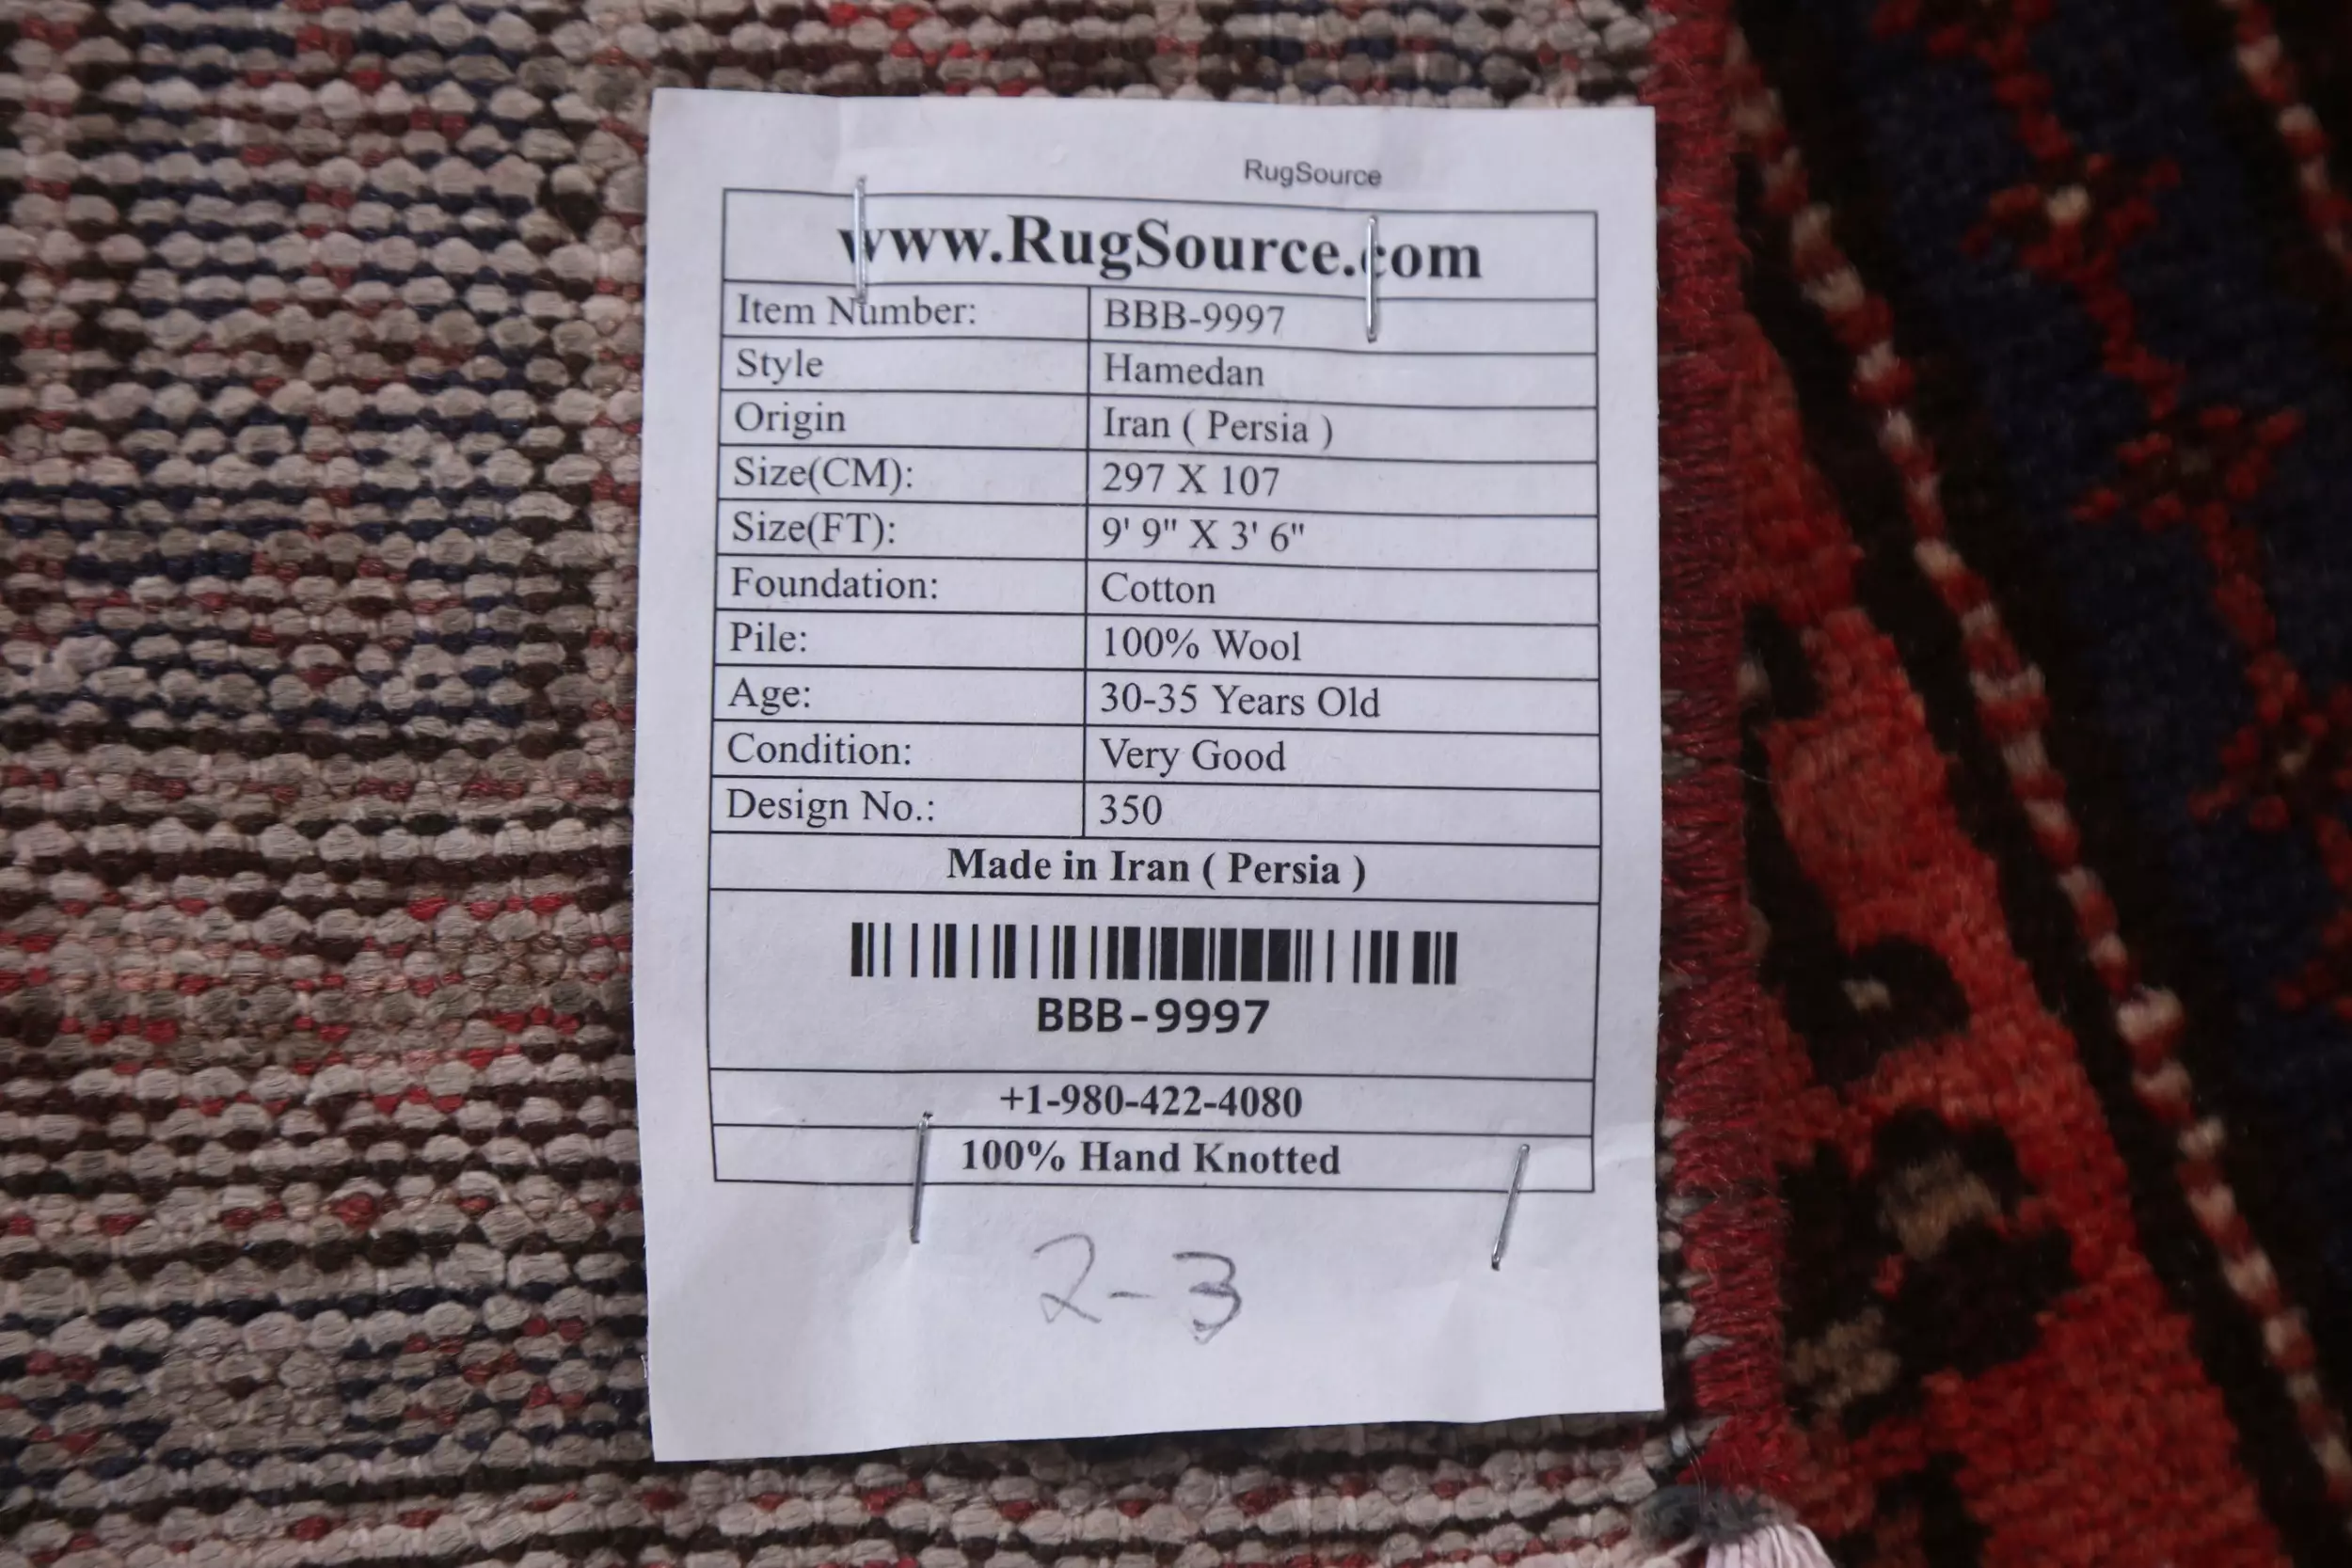 RugSource
www.RugSource.com
Item Number: BBB-9997
Style Hamedan
Origin Iran ( Persia )
Size(CM): 297 X 107
Size(FT): 9' 9" X 3' 6"
Foundation: Cotton
Pile: 100% Wool
Age: 30-35 Years Old
Condition: Very Good
Design No.: 350
Made in Iran ( Persia )
BBB-9997
+1-980-422-4080
100% Hand Knotted
2-3